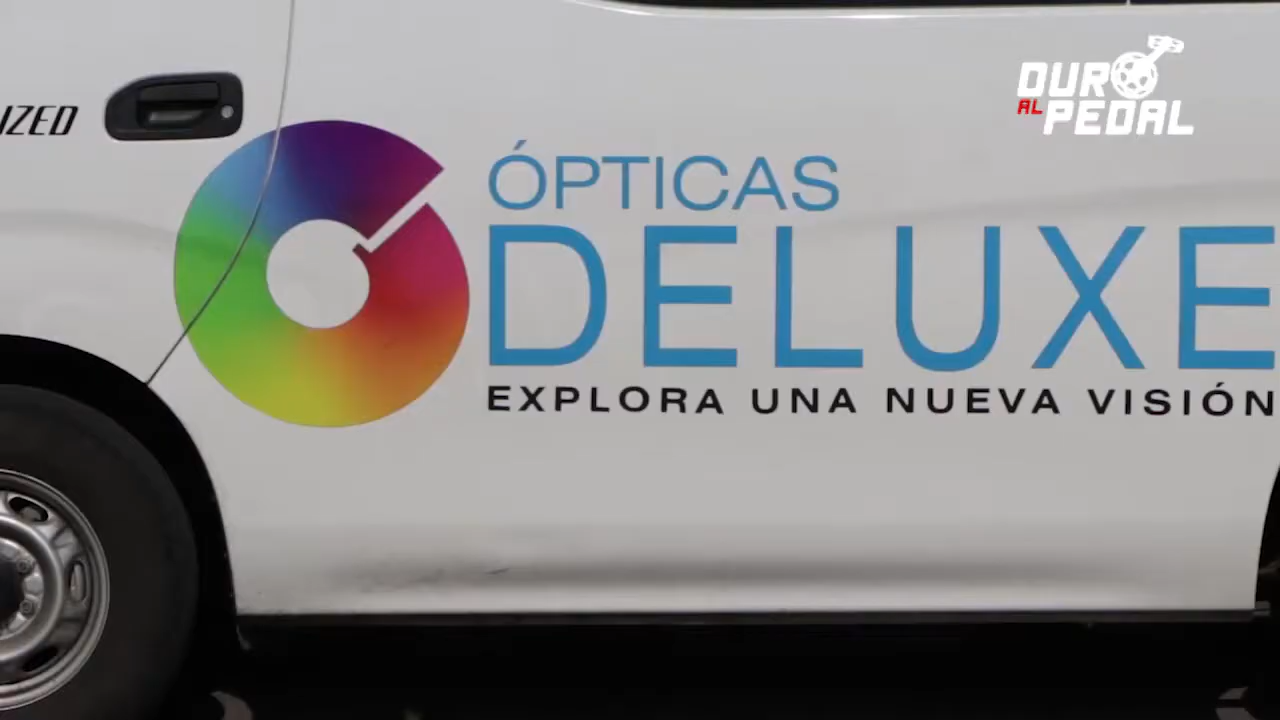 IZED
DURO
AL PEDAL
ÓPTICAS
DELUXE
EXPLORA UNA NUEVA VISIÓN